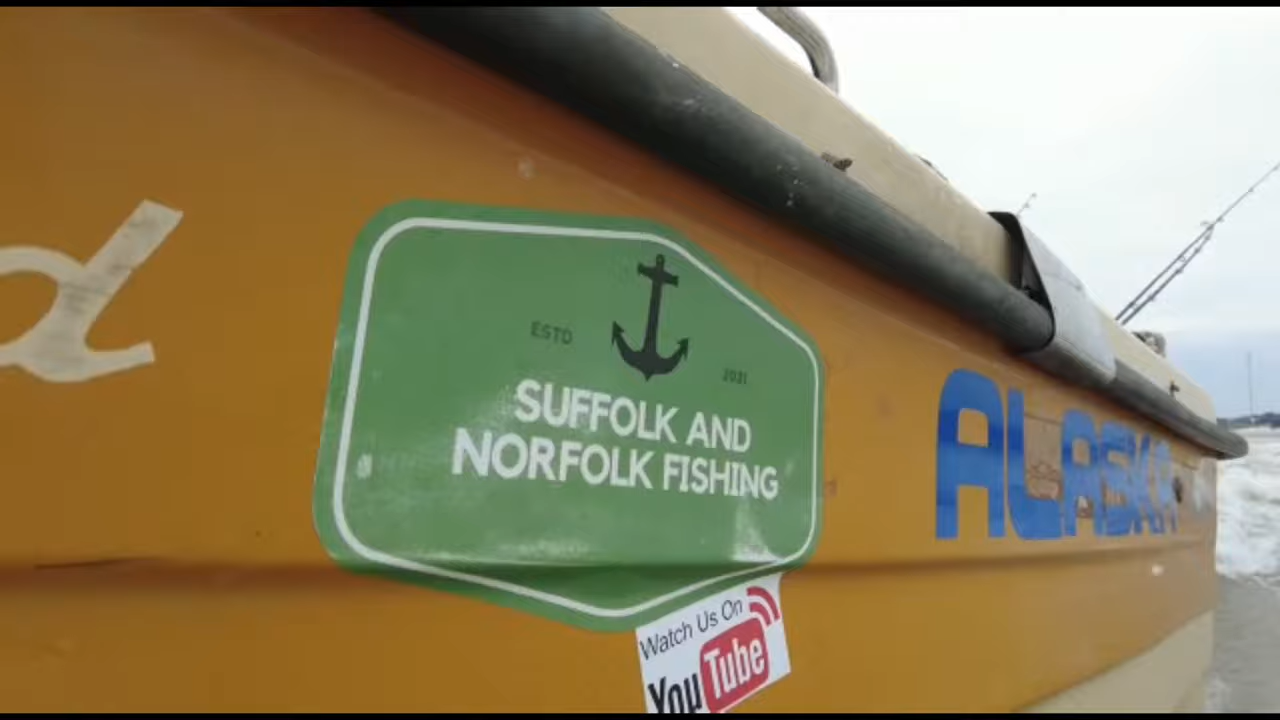 d
ESTD 2021
SUFFOLK AND
NORFOLK FISHING
ALASKA
Watch Us On
YouTube